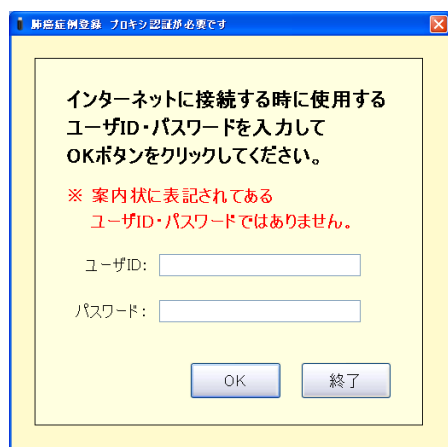 肺癌症例登録 プロキシ認証が必要です
インターネットに接続する時に使用する
ユーザID・パスワードを入力して
OKボタンをクリックしてください。
※ 案内状に表記されてある
ユーザID・パスワードではありません。
ユーザID:
パスワード:
OK 終了